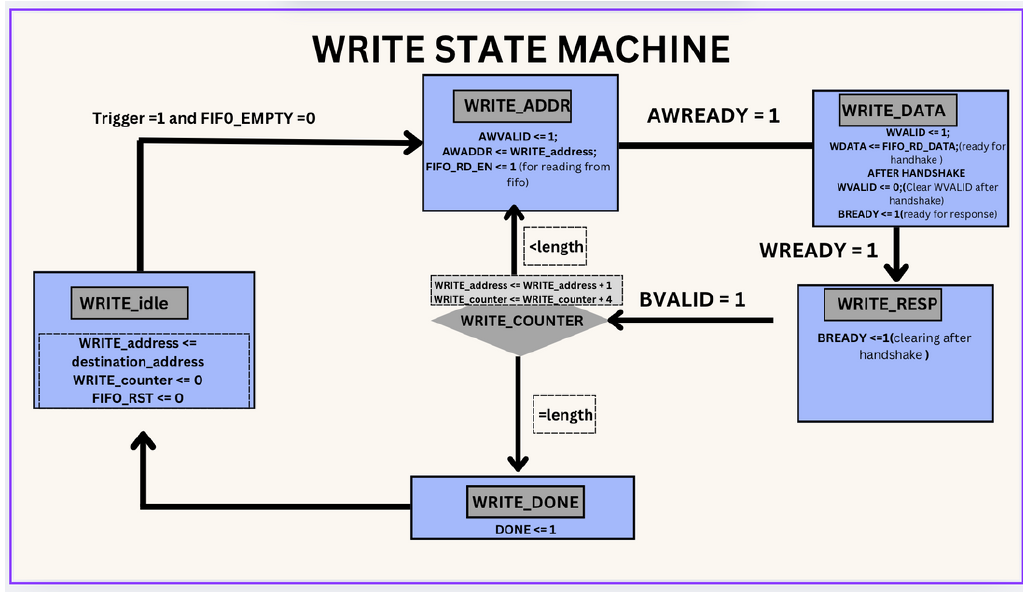 WRITE STATE MACHINE
Trigger =1 and FIFO_EMPTY =0
WRITE_ADDR
AWVALID <= 1;
AWADDR <= WRITE_address;
FIFO_RD_EN <= 1 (for reading from
fifo)
AWREADY = 1
WRITE_DATA
WVALID <= 1;
WDATA <= FIFO_RD_DATA;(ready for
handhake )
AFTER HANDSHAKE
WVALID <= 0;(Clear WVALID after
handshake)
BREADY <=1(ready for response)
WREADY = 1
WRITE_RESP
BREADY <=1(clearing after
handshake )
BVALID = 1
<length
WRITE_address <= WRITE_address + 1
WRITE_counter <= WRITE_counter + 4
WRITE_COUNTER
=length
WRITE_DONE
DONE <=1
WRITE_idle
WRITE_address <=
destination_address
WRITE_counter <= 0
FIFO_RST <= 0